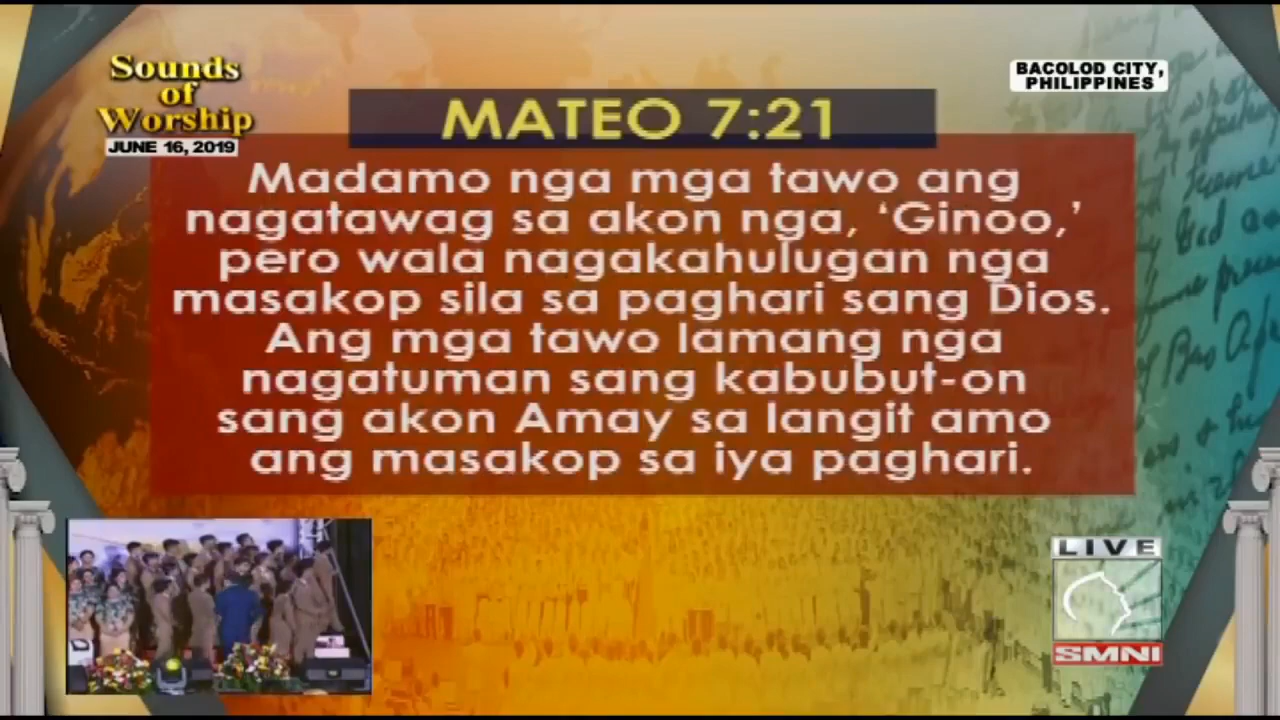 Sounds
of
Worship
JUNE 16, 2019
BACOLOD CITY,
PHILIPPINES
MATEO 7:21
Madamo nga mga tawo ang
nagatawag sa akon nga, ‘Ginoo,’
pero wala nagakahulugan nga
masakop sila sa paghari sang Dios.
Ang mga tawo lamang nga
nagatuman sang kabubut-on
sang akon Amay sa langit amo
ang masakop sa iya paghari.
LIVE
SMNI